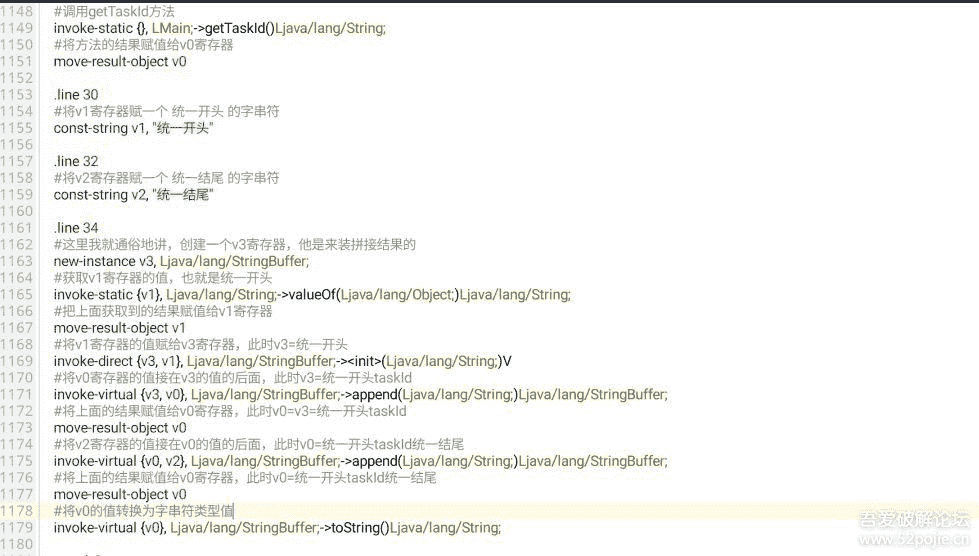 1148 #调用getTaskId方法
1149 invoke-static {}, LMain;->getTaskId()Ljava/lang/String;
1150 #将方法的结果赋值给v0寄存器
1151 move-result-object v0
1152
1153 .line 30
1154 #将v1寄存器赋一个 统一开头 的字串符
1155 const-string v1, "统一开头"
1156
1157 .line 32
1158 #将v2寄存器赋一个 统一结尾 的字串符
1159 const-string v2, "统一结尾"
1160
1161 .line 34
1162 #这里我就通俗地讲，创建一个v3寄存器，他是来装拼接结果的
1163 new-instance v3, Ljava/lang/StringBuffer;
1164 #获取v1寄存器的值，也就是统一开头
1165 invoke-static {v1}, Ljava/lang/String;->valueOf(Ljava/lang/Object;)Ljava/lang/String;
1166 #把上面获取到的结果赋值给v1寄存器
1167 move-result-object v1
1168 #将v1寄存器的值赋给v3寄存器，此时v3=统一开头
1169 invoke-direct {v3, v1}, Ljava/lang/StringBuffer;-><init>(Ljava/lang/String;)V
1170 #将v0寄存器的值接在v3的值的后面，此时v3=统一开头taskId
1171 invoke-virtual {v3, v0}, Ljava/lang/StringBuffer;->append(Ljava/lang/String;)Ljava/lang/StringBuffer;
1172 #将上面的结果赋值给v0寄存器，此时v0=v3=统一开头taskId
1173 move-result-object v0
1174 #将v2寄存器的值接在v0的值的后面，此时v0=统一开头taskId统一结尾
1175 invoke-virtual {v0, v2}, Ljava/lang/StringBuffer;->append(Ljava/lang/String;)Ljava/lang/StringBuffer;
1176 #将上面的结果赋值给v0寄存器，此时v0=统一开头taskId统一结尾
1177 move-result-object v0
1178 #将v0的值转换为字串符类型值
1179 invoke-virtual {v0}, Ljava/lang/StringBuffer;->toString()Ljava/lang/String;
1180
吾爱破解论坛
www.52pojie.cn